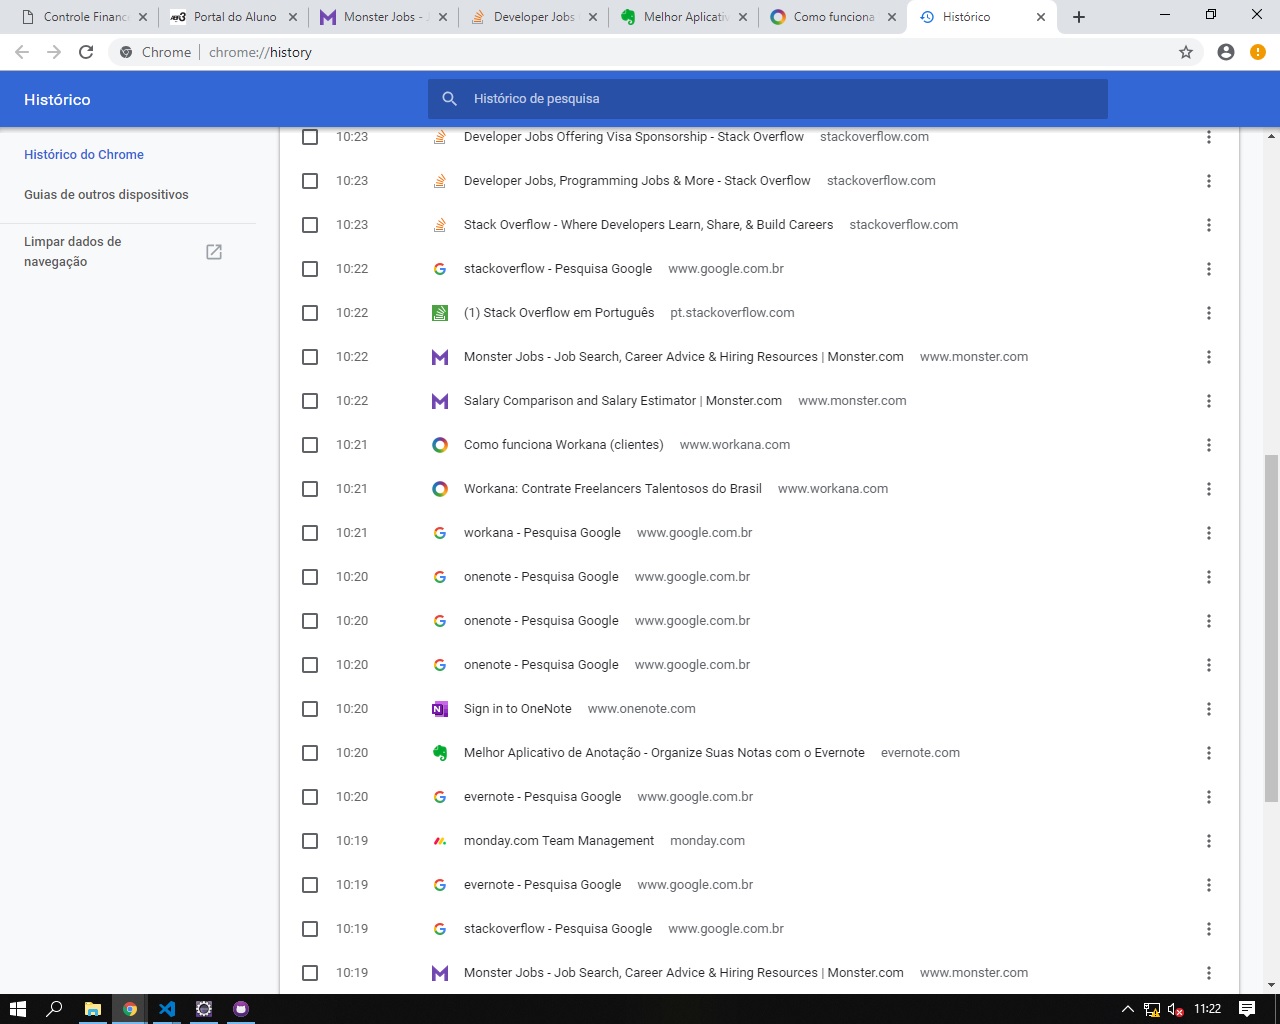 Controle Financ
Portal do Aluno
Monster Jobs -
Developer Jobs
Melhor Aplicativ
Como funciona
Histórico
Chrome
chrome://history
Histórico
Histórico de pesquisa
Histórico do Chrome
Guias de outros dispositivos
Limpar dados de
navegação
10:23 Developer Jobs Offering Visa Sponsorship - Stack Overflow stackoverflow.com
10:23 Developer Jobs, Programming Jobs & More - Stack Overflow stackoverflow.com
10:23 Stack Overflow - Where Developers Learn, Share, & Build Careers stackoverflow.com
10:22 stackoverflow - Pesquisa Google www.google.com.br
10:22 (1) Stack Overflow em Português pt.stackoverflow.com
10:22 Monster Jobs - Job Search, Career Advice & Hiring Resources | Monster.com www.monster.com
10:22 Salary Comparison and Salary Estimator | Monster.com www.monster.com
10:21 Como funciona Workana (clientes) www.workana.com
10:21 Workana: Contrate Freelancers Talentosos do Brasil www.workana.com
10:21 workana - Pesquisa Google www.google.com.br
10:20 onenote - Pesquisa Google www.google.com.br
10:20 onenote - Pesquisa Google www.google.com.br
10:20 onenote - Pesquisa Google www.google.com.br
10:20 Sign in to OneNote www.onenote.com
10:20 Melhor Aplicativo de Anotação - Organize Suas Notas com o Evernote evernote.com
10:20 evernote - Pesquisa Google www.google.com.br
10:19 monday.com Team Management monday.com
10:19 evernote - Pesquisa Google www.google.com.br
10:19 stackoverflow - Pesquisa Google www.google.com.br
10:19 Monster Jobs - Job Search, Career Advice & Hiring Resources | Monster.com www.monster.com
11:22